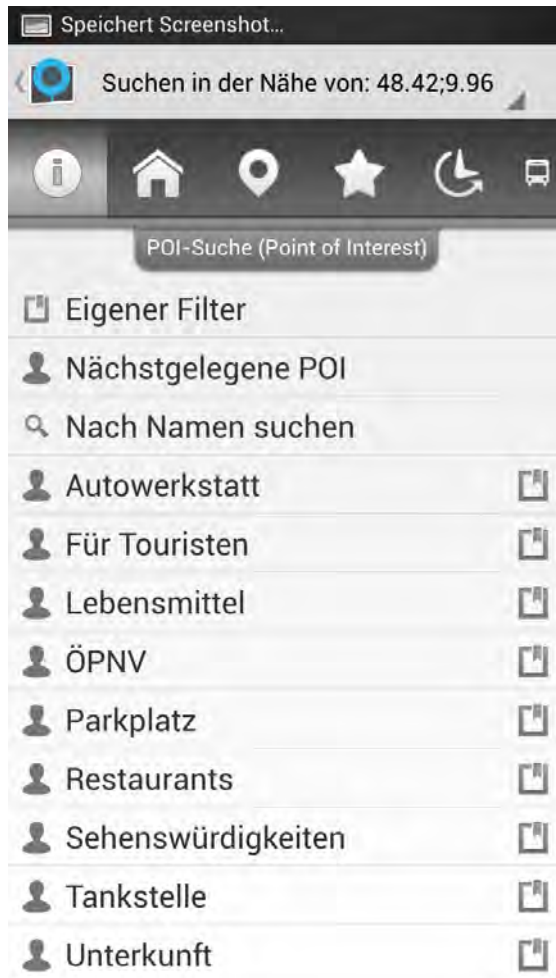 Speichert Screenshot...
Suchen in der Nähe von: 48.42;9.96
POI-Suche (Point of Interest)
Eigener Filter
Nächstgelegene POI
Nach Namen suchen
Autowerkstatt
Für Touristen
Lebensmittel
ÖPNV
Parkplatz
Restaurants
Sehenswürdigkeiten
Tankstelle
Unterkunft